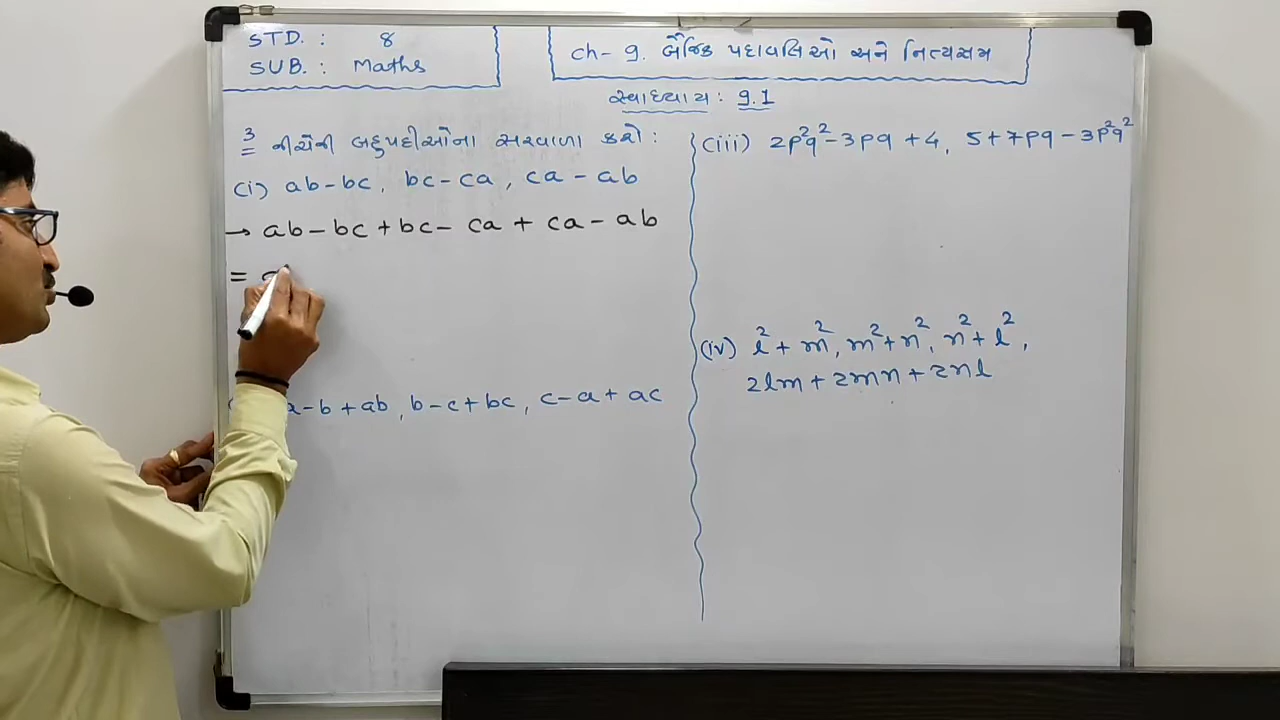 STD. : 8
SUB. : Maths
ch- 9. બૈજિક પદાવલિઓ અને નિત્યસમ
સ્વાધ્યાય : 9.1
3 નીચેની બહુપદીઓના સરવાળા કરો :
(i) ab-bc, bc-ca, ca-ab
→ ab-bc+bc-ca+ca-ab
=
a-b+ab, b-c+bc, c-a+ac
(iii) 2p²q²-3pq+4, 5+7pq-3p²q²
(iv) l²+m², m²+n², n²+l²,
2lm+2mn+2nl